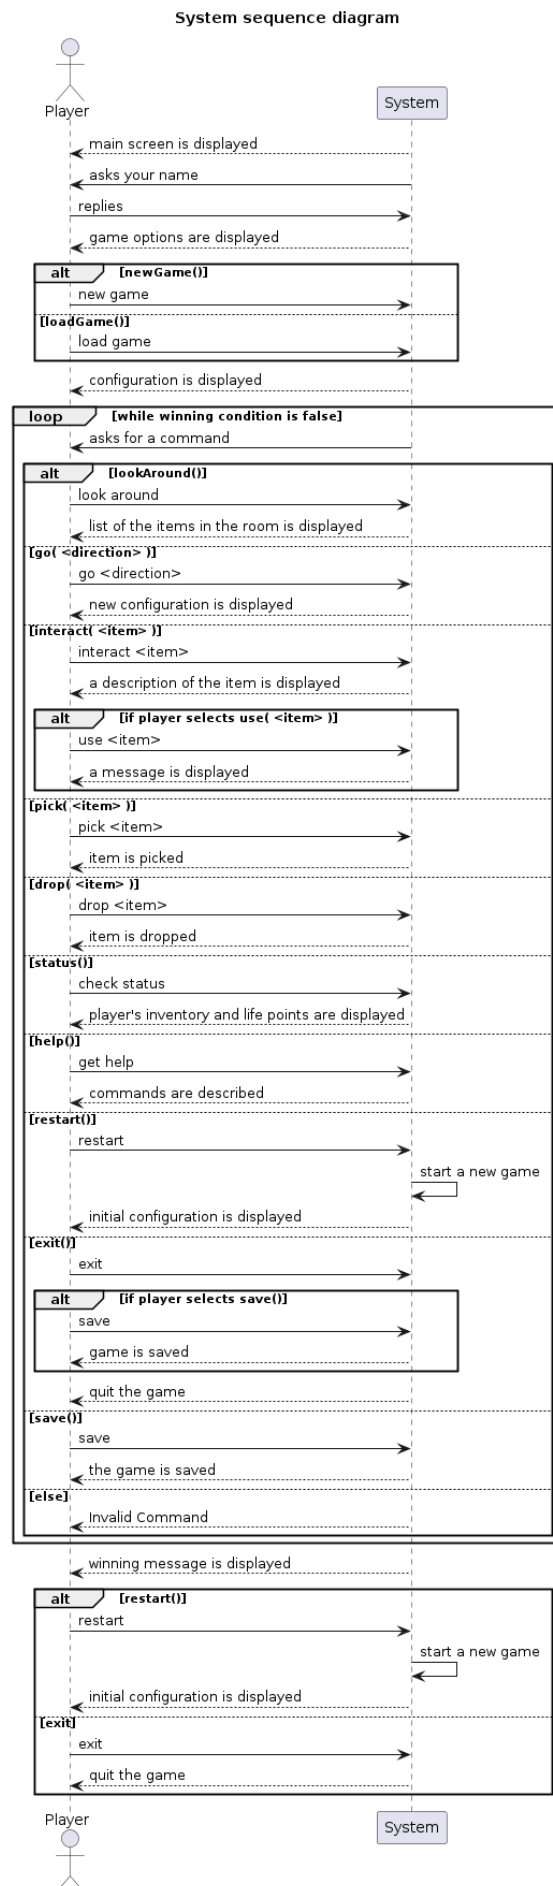 System sequence diagram
Player
System
main screen is displayed
asks your name
replies
game options are displayed
alt [newGame()]
new game
[loadGame()]
load game
configuration is displayed
loop [while winning condition is false]
asks for a command
alt [lookAround()]
look around
list of the items in the room is displayed
[go( <direction> )]
go <direction>
new configuration is displayed
[interact( <item> )]
interact <item>
a description of the item is displayed
alt [if player selects use( <item> )]
use <item>
a message is displayed
[pick( <item> )]
pick <item>
item is picked
[drop( <item> )]
drop <item>
item is dropped
[status()]
check status
player's inventory and life points are displayed
[help()]
get help
commands are described
[restart()]
restart
start a new game
initial configuration is displayed
[exit()]
exit
alt [if player selects save()]
save
game is saved
quit the game
[save()]
save
the game is saved
[else]
Invalid Command
winning message is displayed
alt [restart()]
restart
start a new game
initial configuration is displayed
[exit]
exit
quit the game
Player
System